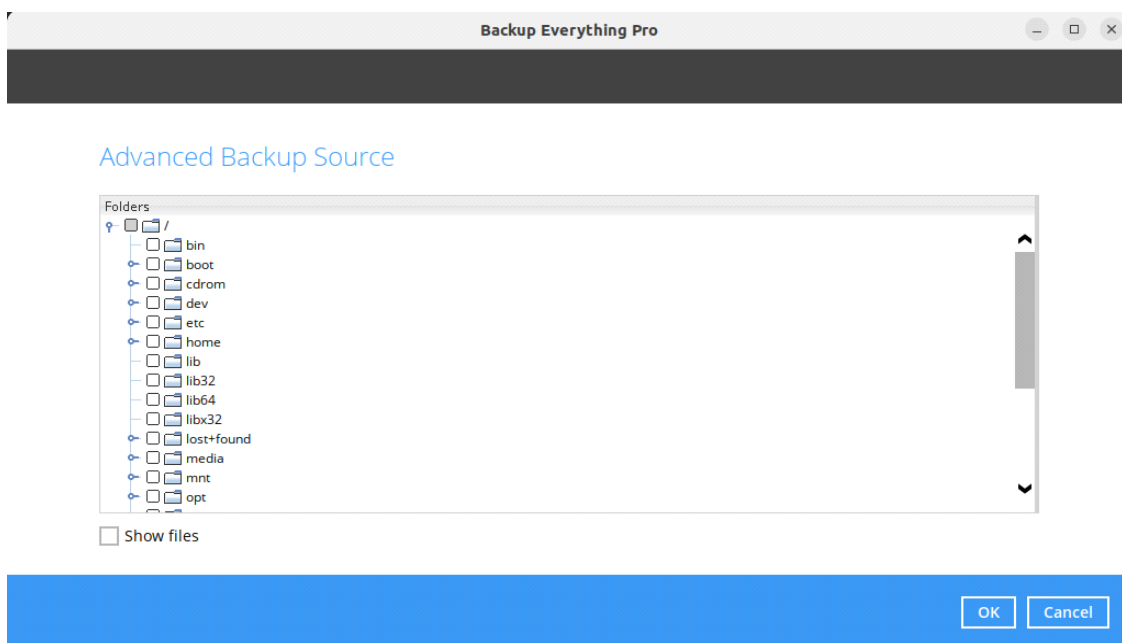 Backup Everything Pro
Advanced Backup Source
Folders
/
bin
boot
cdrom
dev
etc
home
lib
lib32
lib64
libx32
lost+found
media
mnt
opt
Show files
OK
Cancel